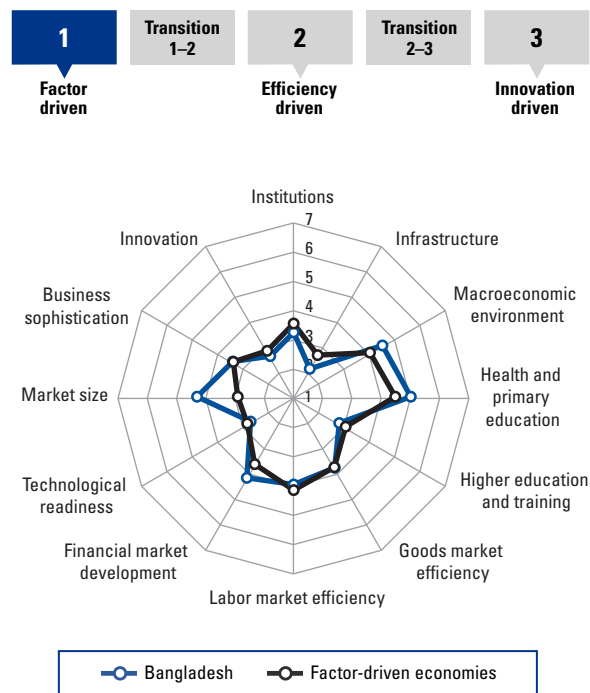 1
Transition
1–2
2
Transition
2–3
3
Factor
driven
Efficiency
driven
Innovation
driven
Institutions
7
Innovation
Infrastructure
6
5
Business
sophistication
Macroeconomic
environment
4
3
2
Market size
1
Health and
primary
education
Technological
readiness
Higher education
and training
Financial market
development
Goods market
efficiency
Labor market efficiency
Bangladesh
Factor-driven economies